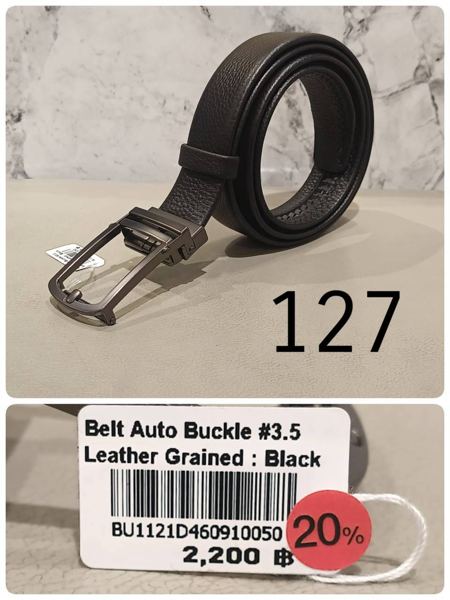 127
Belt Auto Buckle #3.5
Leather Grained : Black
BU1121D460910050
20%
2,200 ฿